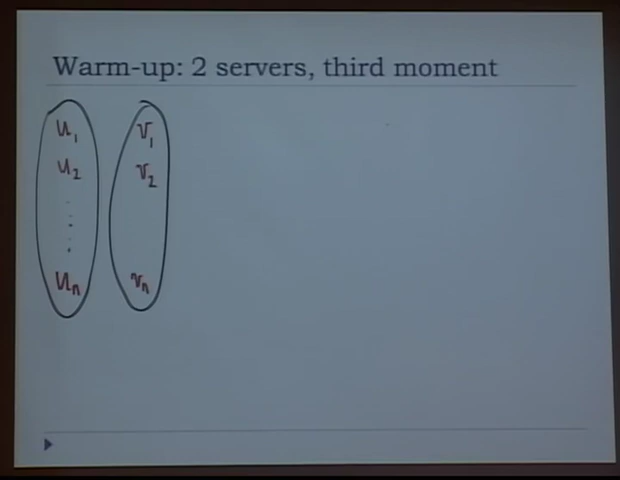 Warm-up: 2 servers, third moment
u₁ v₁
u₂ v₂
uₙ vₙ